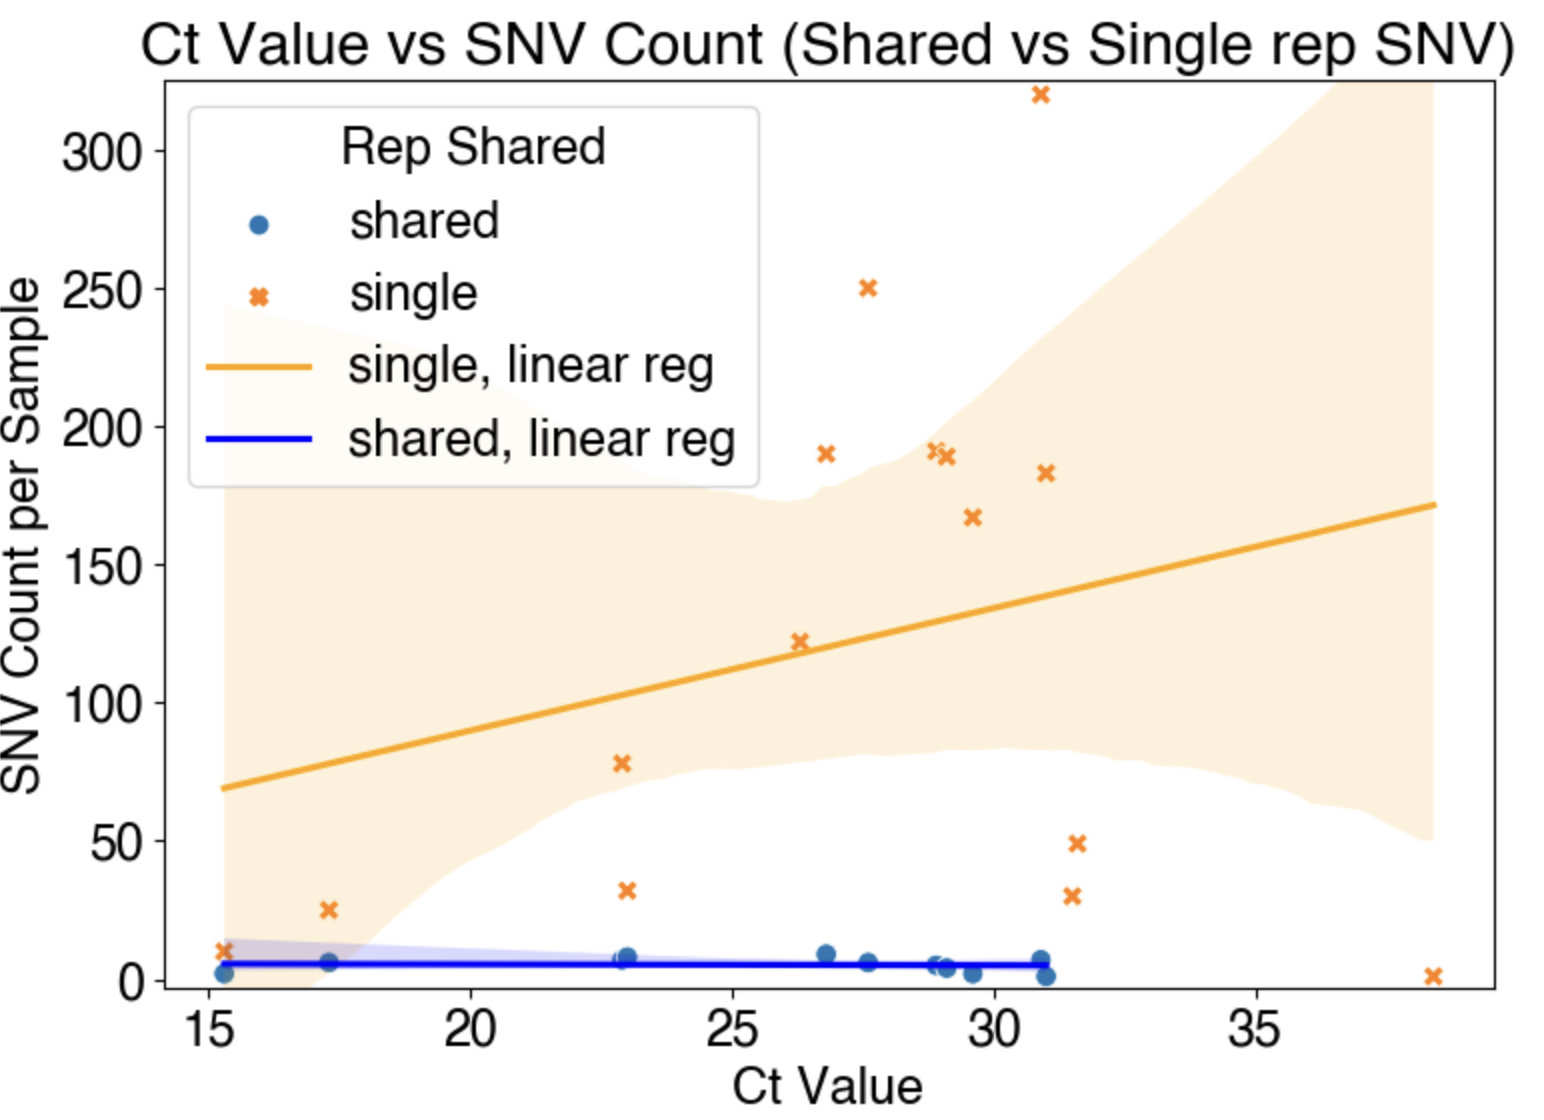 Ct Value vs SNV Count (Shared vs Single rep SNV)
Rep Shared
shared
single
single, linear reg
shared, linear reg
SNV Count per Sample
300
250
200
150
100
50
0
15 20 25 30 35
Ct Value